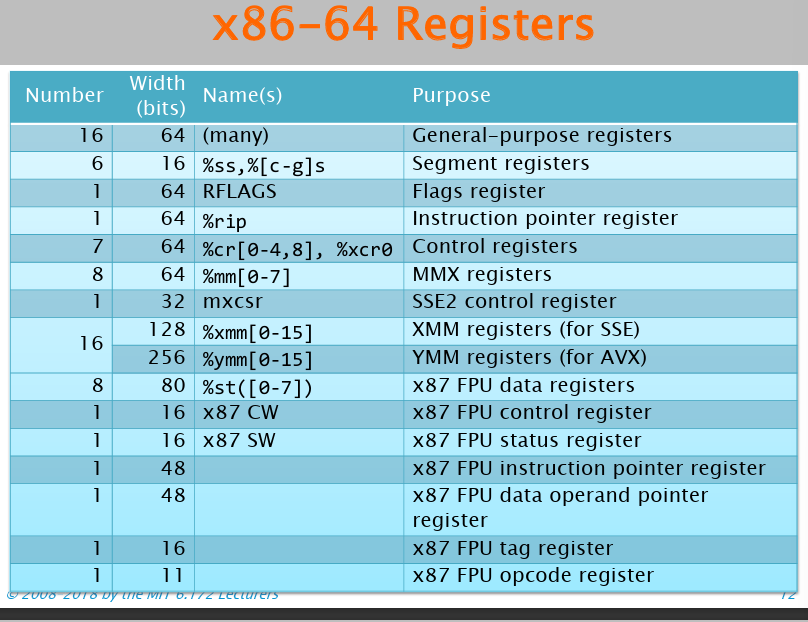 x86-64 Registers
Number Width (bits) Name(s) Purpose
16 64 (many) General-purpose registers
6 16 %ss,%[c-g]s Segment registers
1 64 RFLAGS Flags register
1 64 %rip Instruction pointer register
7 64 %cr[0-4,8], %xcr0 Control registers
8 64 %mm[0-7] MMX registers
1 32 mxcsr SSE2 control register
16 128 %xmm[0-15] XMM registers (for SSE)
256 %ymm[0-15] YMM registers (for AVX)
8 80 %st([0-7]) x87 FPU data registers
1 16 x87 CW x87 FPU control register
1 16 x87 SW x87 FPU status register
1 48 x87 FPU instruction pointer register
1 48 x87 FPU data operand pointer
register
1 16 x87 FPU tag register
1 11 x87 FPU opcode register
© 2008-2018 by the MIT 6.172 Lecturers 12